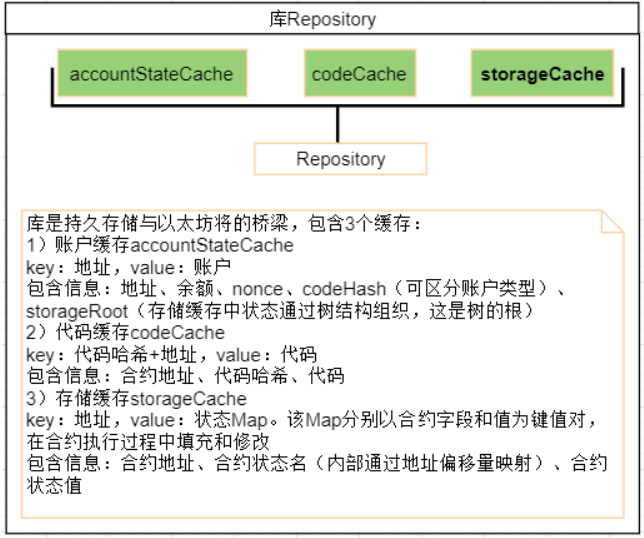 库Repository
accountStateCache
codeCache
storageCache
Repository
库是持久存储与以太坊将的桥梁，包含3个缓存：
1）账户缓存accountStateCache
key：地址，value：账户
包含信息：地址、余额、nonce、codeHash（可区分账户类型）、
storageRoot（存储缓存中状态通过树结构组织，这是树的根）
2）代码缓存codeCache
key：代码哈希+地址，value：代码
包含信息：合约地址、代码哈希、代码
3）存储缓存storageCache
key：地址，value：状态Map。该Map分别以合约字段和值为键值对，
在合约执行过程中填充和修改
包含信息：合约地址、合约状态名（内部通过地址偏移量映射）、合约
状态值